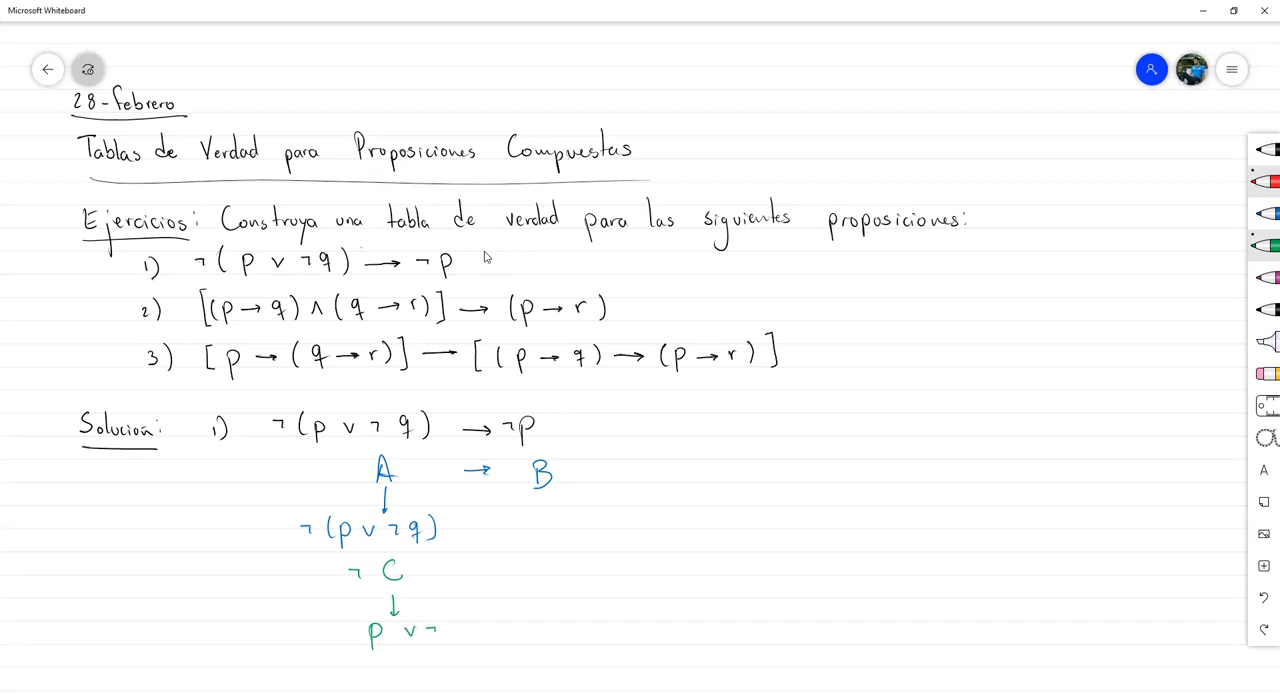 Microsoft Whiteboard
28-febrero
Tablas de Verdad para Proposiciones Compuestas
Ejercicios: Construya una tabla de verdad para las siguientes proposiciones:
1) ¬(p ∨ ¬q) → ¬p
2) [(p → q) ∧ (q → r)] → (p → r)
3) [p → (q → r)] → [(p → q) → (p → r)]
Solución: 1) ¬(p ∨ ¬q) → ¬p
A → B
↓
¬(p ∨ ¬q)
¬ C
↓
p ∨ ¬
A